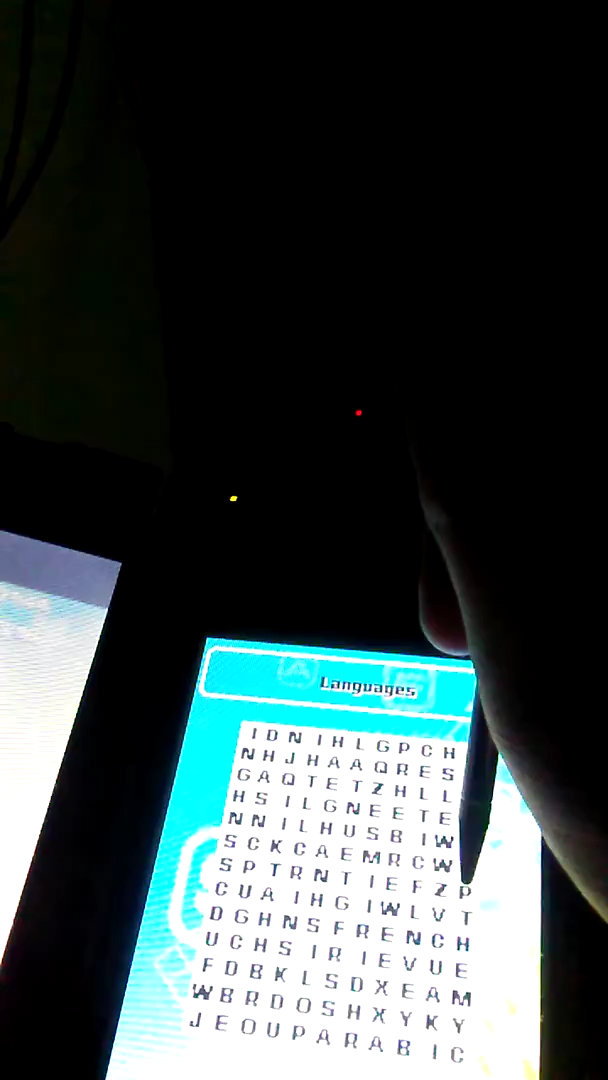 Languages
I D N I H L G P C H
N H J H A A Q R E S
G A Q T E T Z H L L
H S I L G N E E T E
N N I L H U S B I W
S C K C A E M R C W
S P T R N T I E F Z P
C U A I H G I W L V T
D G H N S F R E N C H
U C H S I R I E V U E
F D B K L S D X E A M
W B R D O S H X Y K Y
J E O U P A R A B I C